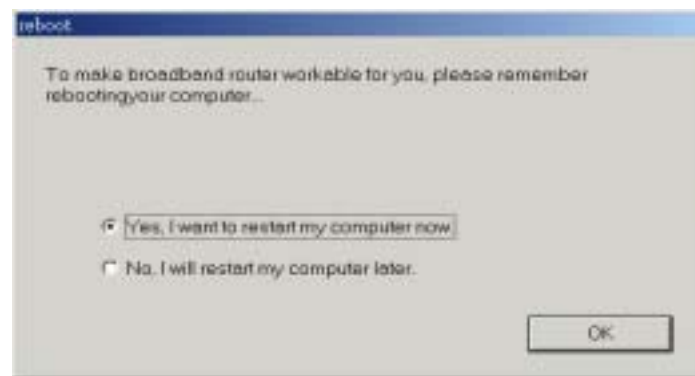 reboot
To make broadband router workable for you, please remember
rebootingyour computer...
Yes, I want to restart my computer now.
No, I will restart my computer later.
OK